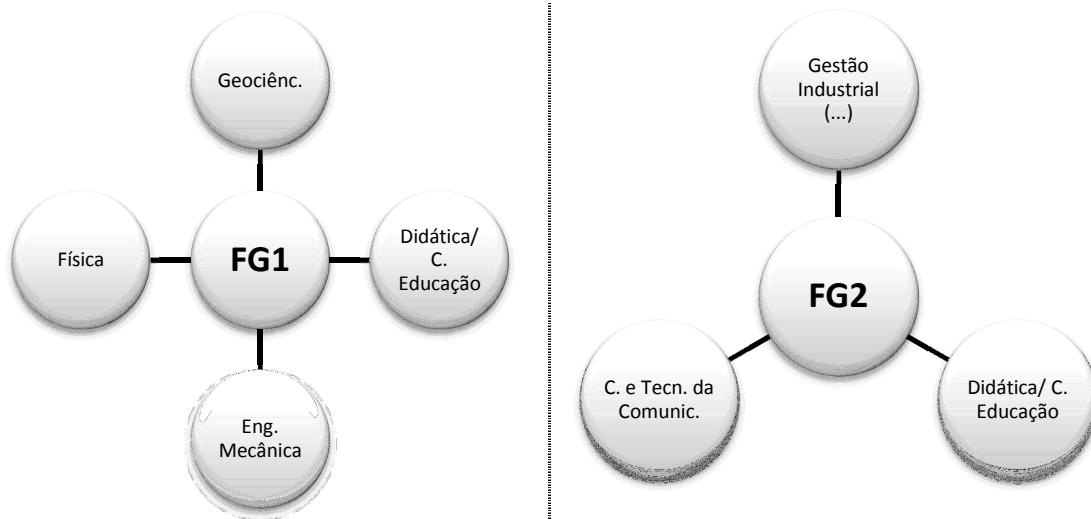 Geociênc.
Física
FG1
Didática/
C.
Educação
Eng.
Mecânica
Gestão
Industrial
(...)
FG2
C. e Tecn. da
Comunic.
Didática/ C.
Educação